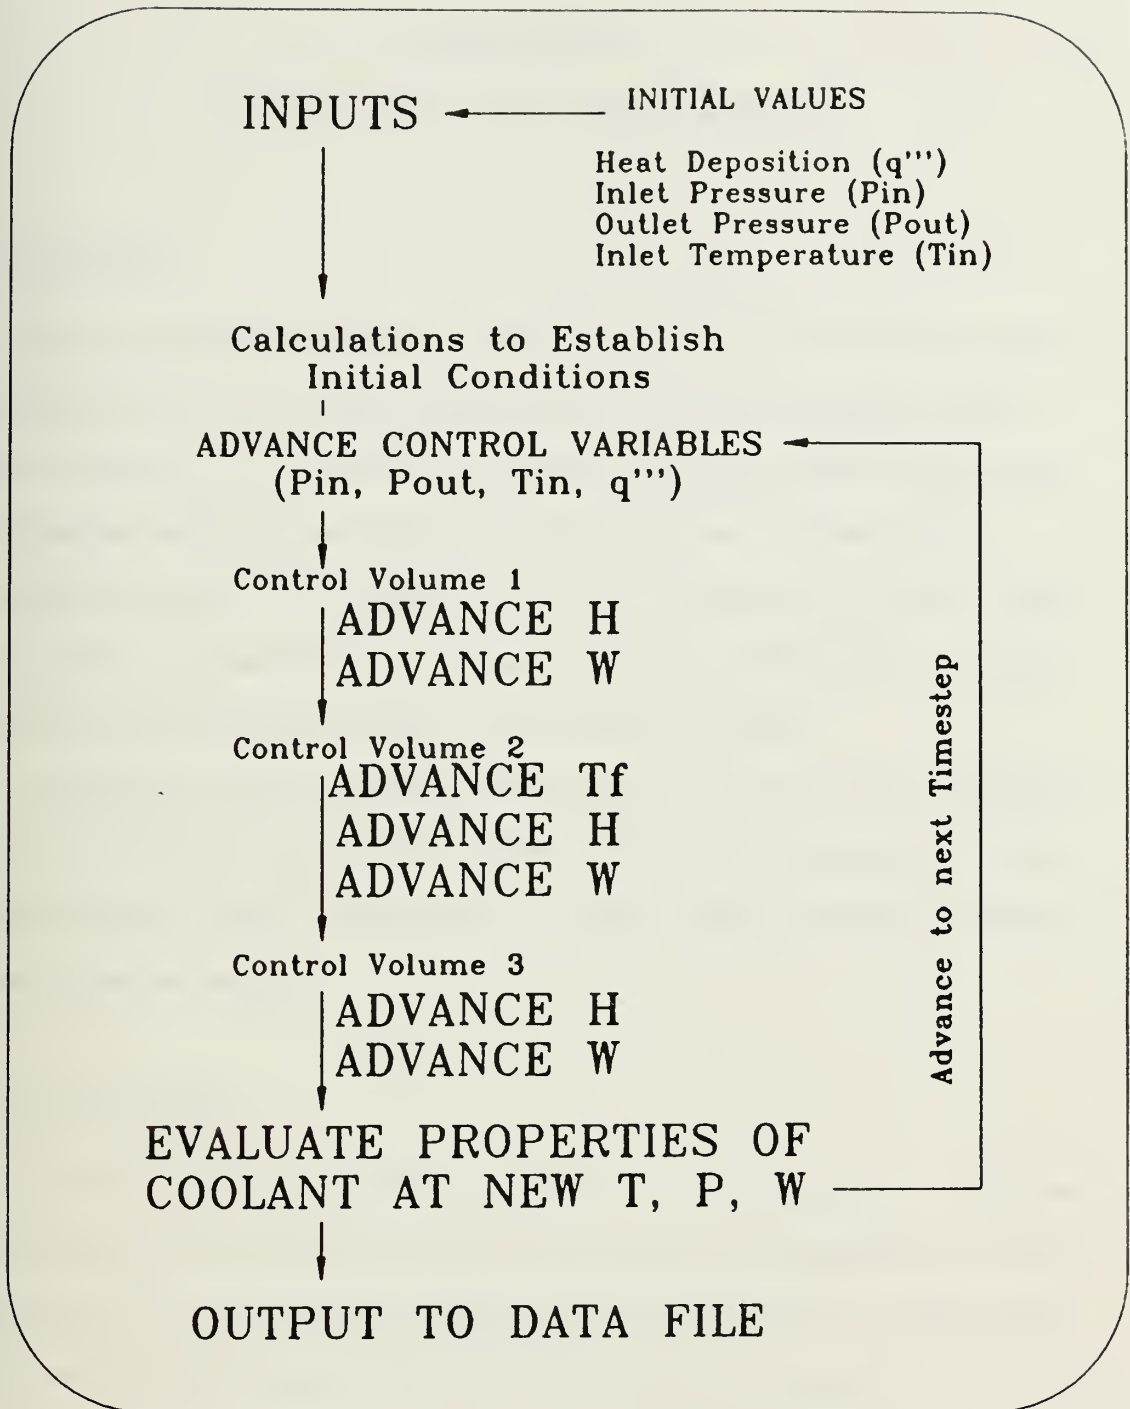 INPUTS
INITIAL VALUES
Heat Deposition (q''')
Inlet Pressure (Pin)
Outlet Pressure (Pout)
Inlet Temperature (Tin)
Calculations to Establish
Initial Conditions
ADVANCE CONTROL VARIABLES
(Pin, Pout, Tin, q''')
Control Volume 1
ADVANCE H
ADVANCE W
Control Volume 2
ADVANCE Tf
ADVANCE H
ADVANCE W
Control Volume 3
ADVANCE H
ADVANCE W
EVALUATE PROPERTIES OF
COOLANT AT NEW T, P, W
Advance to next Timestep
OUTPUT TO DATA FILE